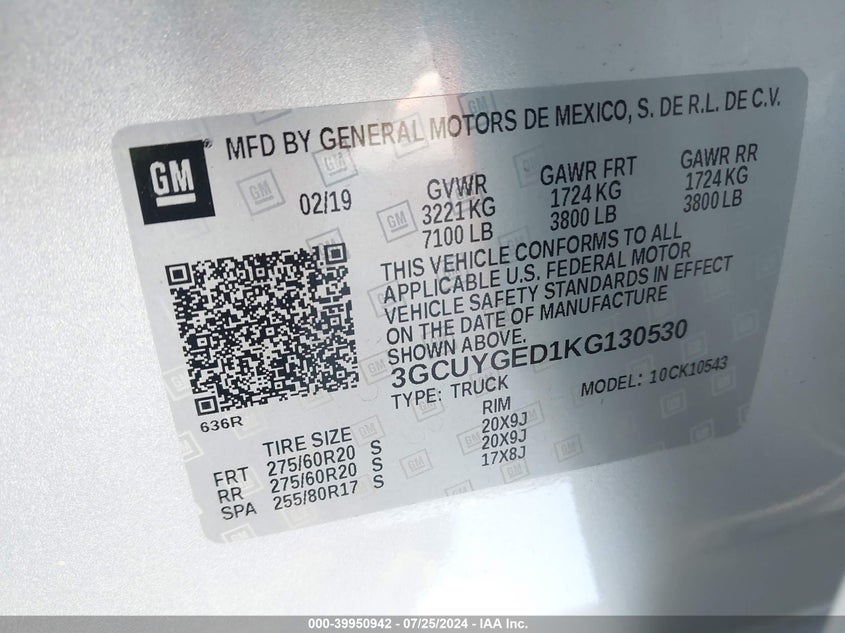 MFD BY GENERAL MOTORS DE MEXICO, S. DE R.L. DE C.V.
GM
02/19
GVWR
3221 KG
7100 LB
GAWR FRT
1724 KG
3800 LB
GAWR RR
1724 KG
3800 LB
THIS VEHICLE CONFORMS TO ALL
APPLICABLE U.S. FEDERAL MOTOR
VEHICLE SAFETY STANDARDS IN EFFECT
ON THE DATE OF MANUFACTURE
SHOWN ABOVE.
3GCUYGED1KG130530
TYPE: TRUCK
MODEL: 10CK10543
636R
TIRE SIZE
RIM
FRT 275/60R20 S 20X9J
RR 275/60R20 S 20X9J
SPA 255/80R17 S 17X8J
000-39950942 - 07/25/2024 - IAA Inc.